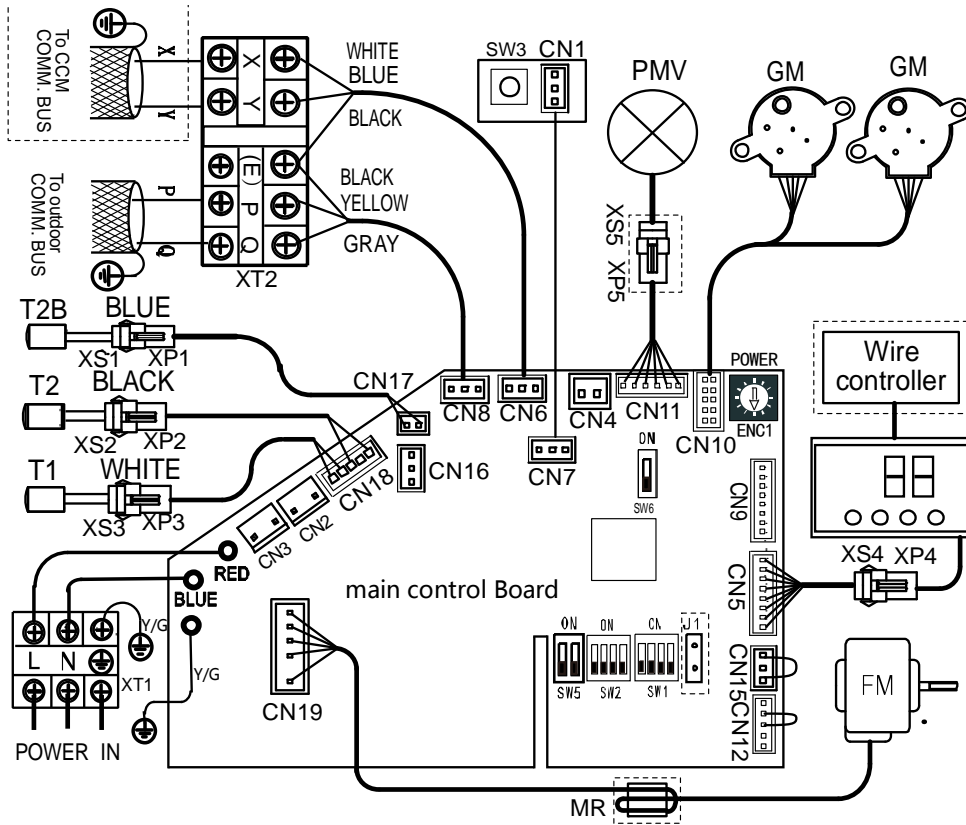 To CCM
COMM. BUS
X
Y
X
Y
WHITE
BLUE
BLACK
SW3
CN1
PMV
GM
GM
To outdoor
COMM. BUS
P
Q
(E)
P
Q
XT2
BLACK
YELLOW
GRAY
XS5
XP5
T2B
BLUE
XS1
XP1
T2
BLACK
XS2
XP2
T1
WHITE
XS3
XP3
CN17
CN8
CN6
CN4
CN11
CN10
POWER
ENC1
Wire
controller
CN16
CN18
CN7
ON
SW6
CN9
CN2
CN3
RED
BLUE
main control Board
XS4
XP4
CN5
L
N
Y/G
XT1
Y/G
POWER IN
CN19
ON
SW5
ON
SW2
CN
SW1
J1
CN15
CN12
FM
MR